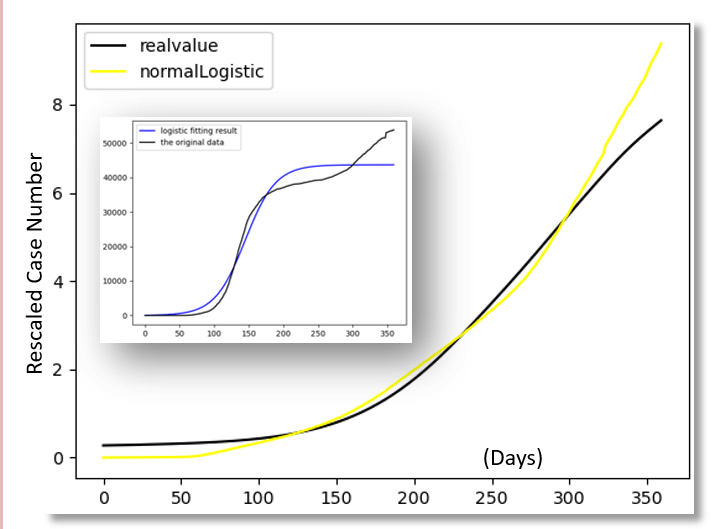 realvalue
normalLogistic
Rescaled Case Number
8
6
4
2
0
0 50 100 150 200 250 300 350
(Days)
logistic fitting result
the original data
50000
40000
30000
20000
10000
0
0 50 100 150 200 250 300 350